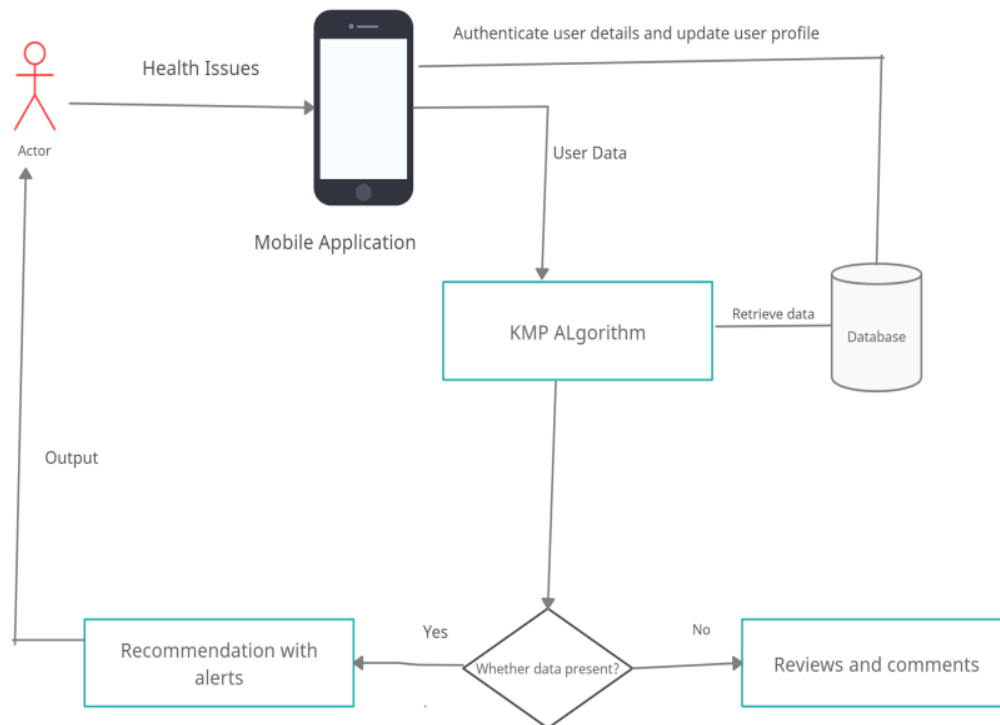 Authenticate user details and update user profile
Health Issues
Actor
User Data
Mobile Application
Retrieve data
KMP ALgorithm
Database
Output
Yes
No
Whether data present?
Recommendation with
alerts
Reviews and comments